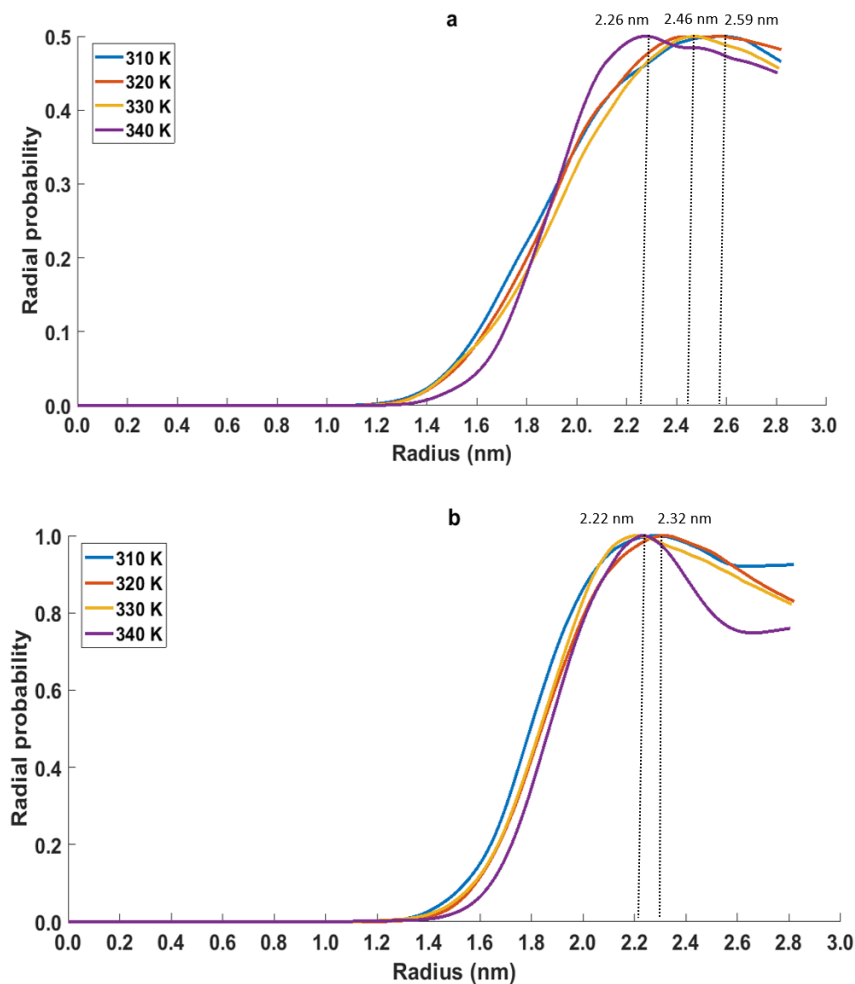 a
2.26 nm 2.46 nm 2.59 nm
310 K
320 K
330 K
340 K
Radial probability
0.5
0.4
0.3
0.2
0.1
0.0
0.0 0.2 0.4 0.6 0.8 1.0 1.2 1.4 1.6 1.8 2.0. 2.2 2.4 2.6 2.8 3.0
Radius (nm)
b
2.22 nm 2.32 nm
310 K
320 K
330 K
340 K
Radial probability
1.0
0.8
0.6
0.4
0.2
0.0
0.0 0.2 0.4 0.6 0.8 1.0 1.2 1.4 1.6 1.8 2.0 2.2 2.4 2.6 2.8 3.0
Radius (nm)